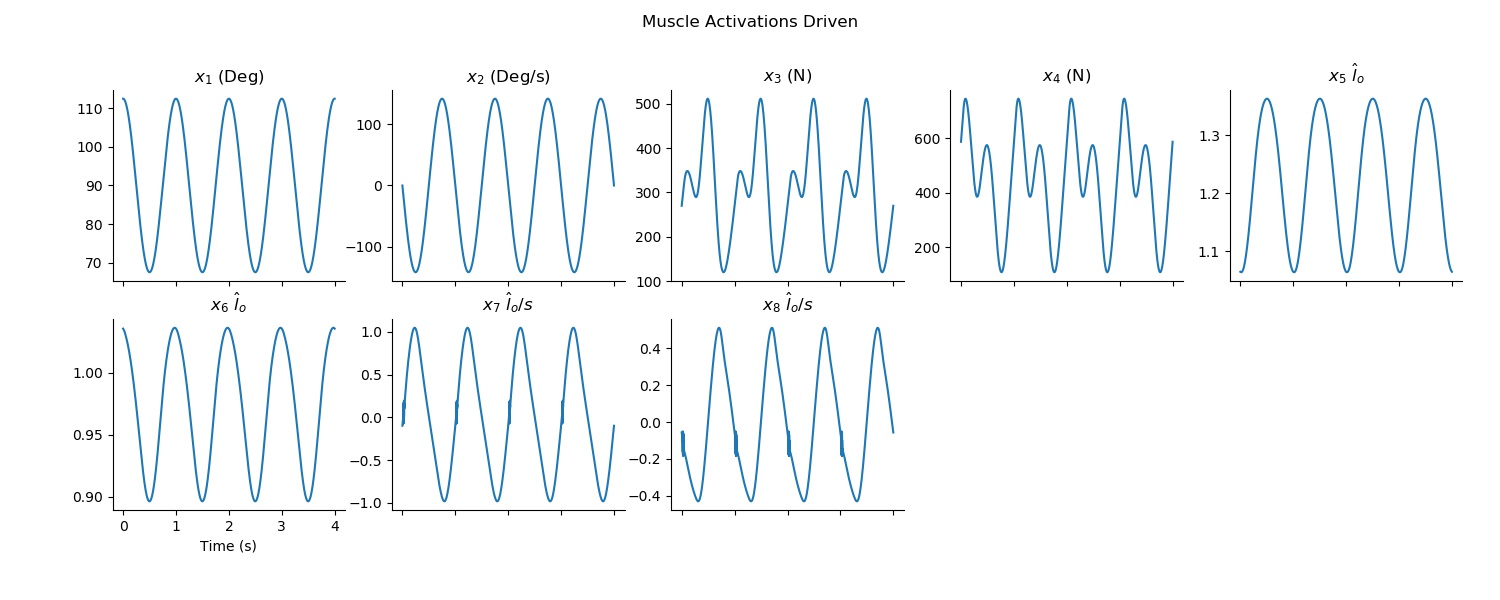 Muscle Activations Driven
x₁ (Deg)
110
100
90
80
70
x₂ (Deg/s)
100
0
−100
x₃ (N)
500
400
300
200
100
x₄ (N)
600
400
200
x₅ l̂ₒ
1.3
1.2
1.1
x₆ l̂ₒ
1.00
0.95
0.90
0 1 2 3 4
Time (s)
x₇ l̂ₒ/s
1.0
0.5
0.0
−0.5
−1.0
x₈ l̂ₒ/s
0.4
0.2
0.0
−0.2
−0.4